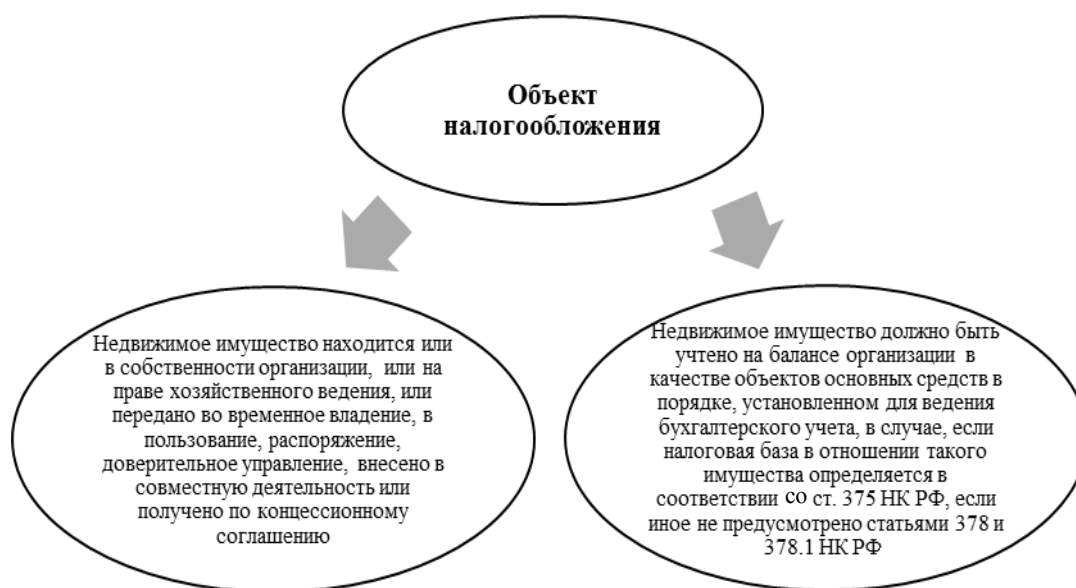 Объект
налогообложения
Недвижимое имущество находится или
в собственности организации, или на
праве хозяйственного ведения, или
передано во временное владение, в
пользование, распоряжение,
доверительное управление, внесено в
совместную деятельность или
получено по концессионному
соглашению
Недвижимое имущество должно быть
учтено на балансе организации в
качестве объектов основных средств в
порядке, установленном для ведения
бухгалтерского учета, в случае, если
налоговая база в отношении такого
имущества определяется в
соответствии со ст. 375 НК РФ, если
иное не предусмотрено статьями 378 и
378.1 НК РФ